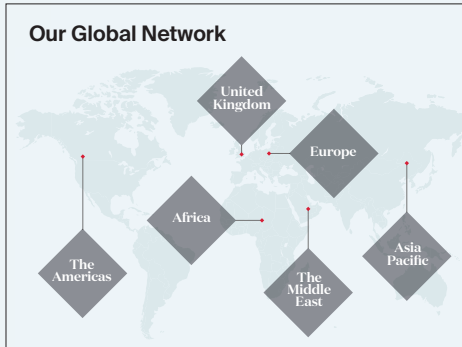 Our Global Network
United
Kingdom
Europe
Africa
The
Americas
The
Middle
East
Asia
Pacific